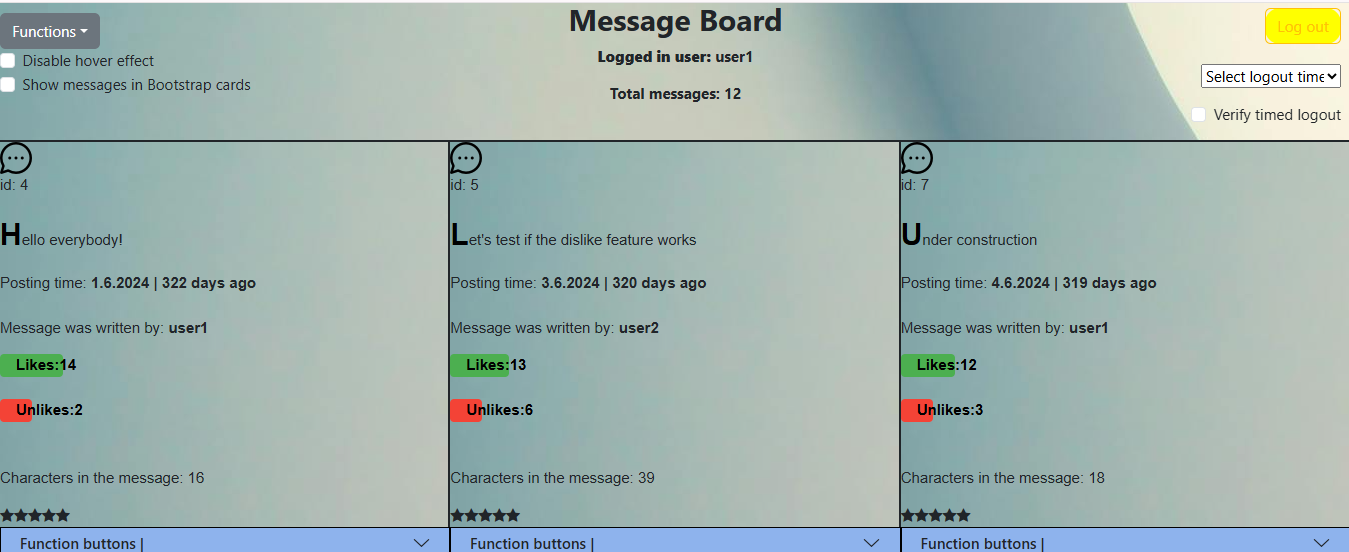 Message Board
Functions
Log out
Logged in user: user1
Disable hover effect
Select logout time
Show messages in Bootstrap cards
Total messages: 12
Verify timed logout
id: 4
Hello everybody!
Posting time: 1.6.2024 | 322 days ago
Message was written by: user1
Likes:14
Unlikes:2
Characters in the message: 16
Function buttons |
id: 5
Let's test if the dislike feature works
Posting time: 3.6.2024 | 320 days ago
Message was written by: user2
Likes:13
Unlikes:6
Characters in the message: 39
Function buttons |
id: 7
Under construction
Posting time: 4.6.2024 | 319 days ago
Message was written by: user1
Likes:12
Unlikes:3
Characters in the message: 18
Function buttons |